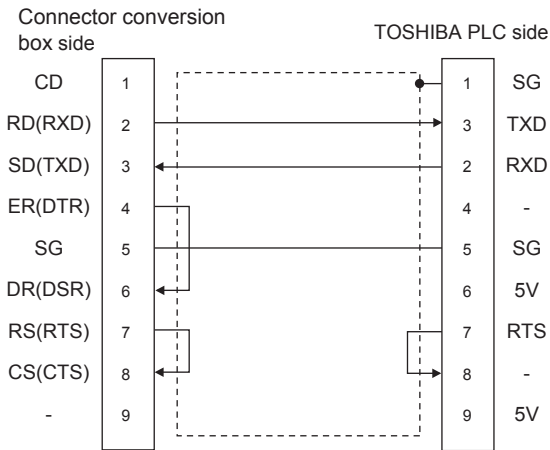 Connector conversion
box side
TOSHIBA PLC side
CD 1 1 SG
RD(RXD) 2 3 TXD
SD(TXD) 3 2 RXD
ER(DTR) 4 4 -
SG 5 5 SG
DR(DSR) 6 6 5V
RS(RTS) 7 7 RTS
CS(CTS) 8 8 -
- 9 9 5V